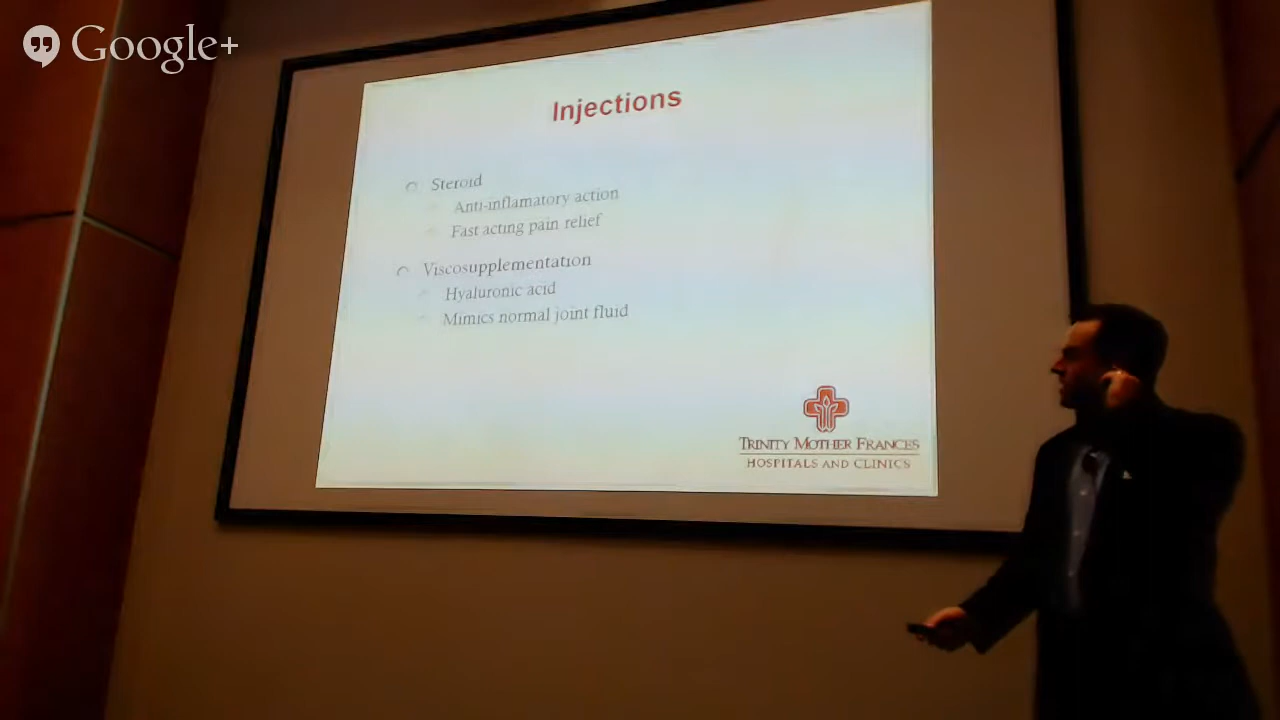 Google+
Injections
Steroid
Anti-inflamatory action
Fast acting pain relief
Viscosupplementation
Hyaluronic acid
Mimics normal joint fluid
TRINITY MOTHER FRANCES
HOSPITALS AND CLINICS